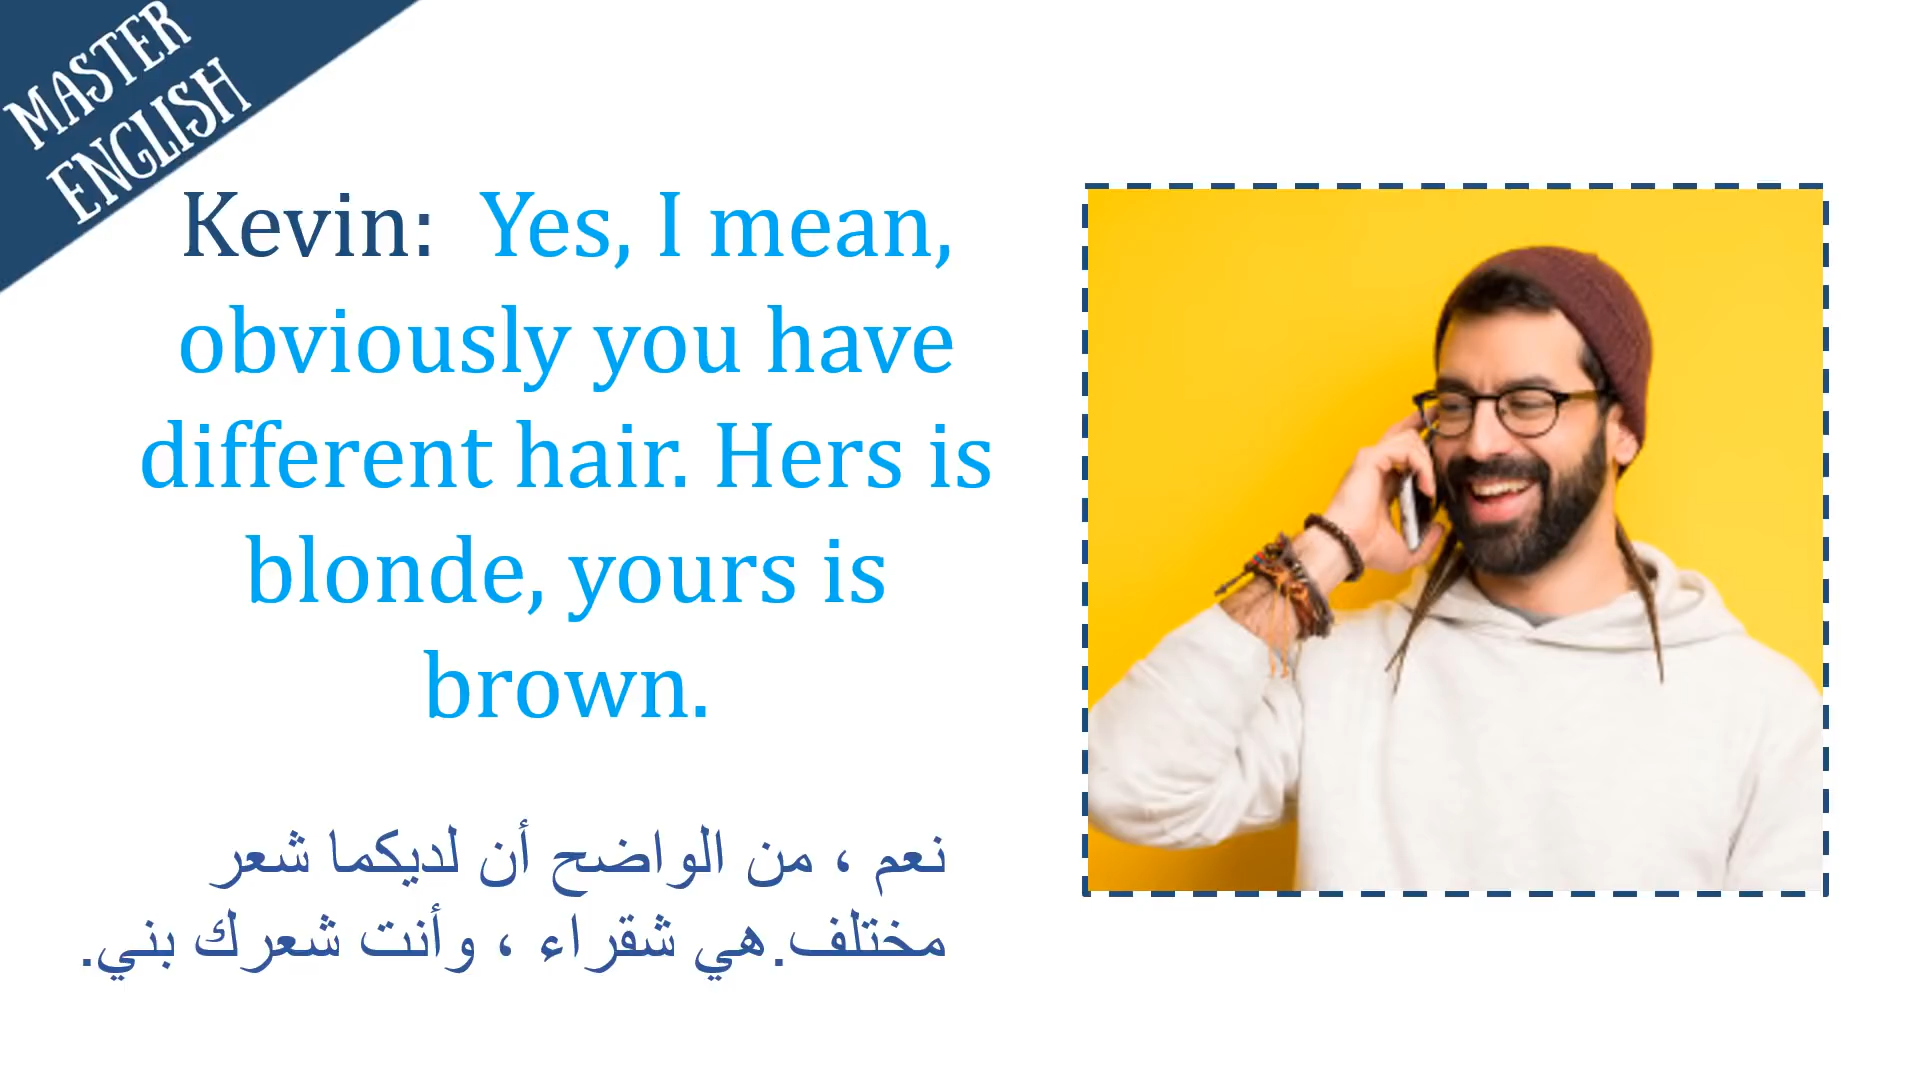 MASTER
ENGLISH
Kevin: Yes, I mean,
obviously you have
different hair. Hers is
blonde, yours is
brown.
نعم ، من الواضح أن لديكما شعر
مختلف. هي شقراء ، وأنت شعرك بني.